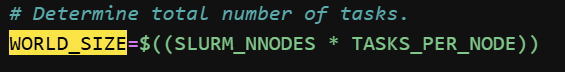 # Determine total number of tasks.
WORLD_SIZE=$((SLURM_NNODES * TASKS_PER_NODE))